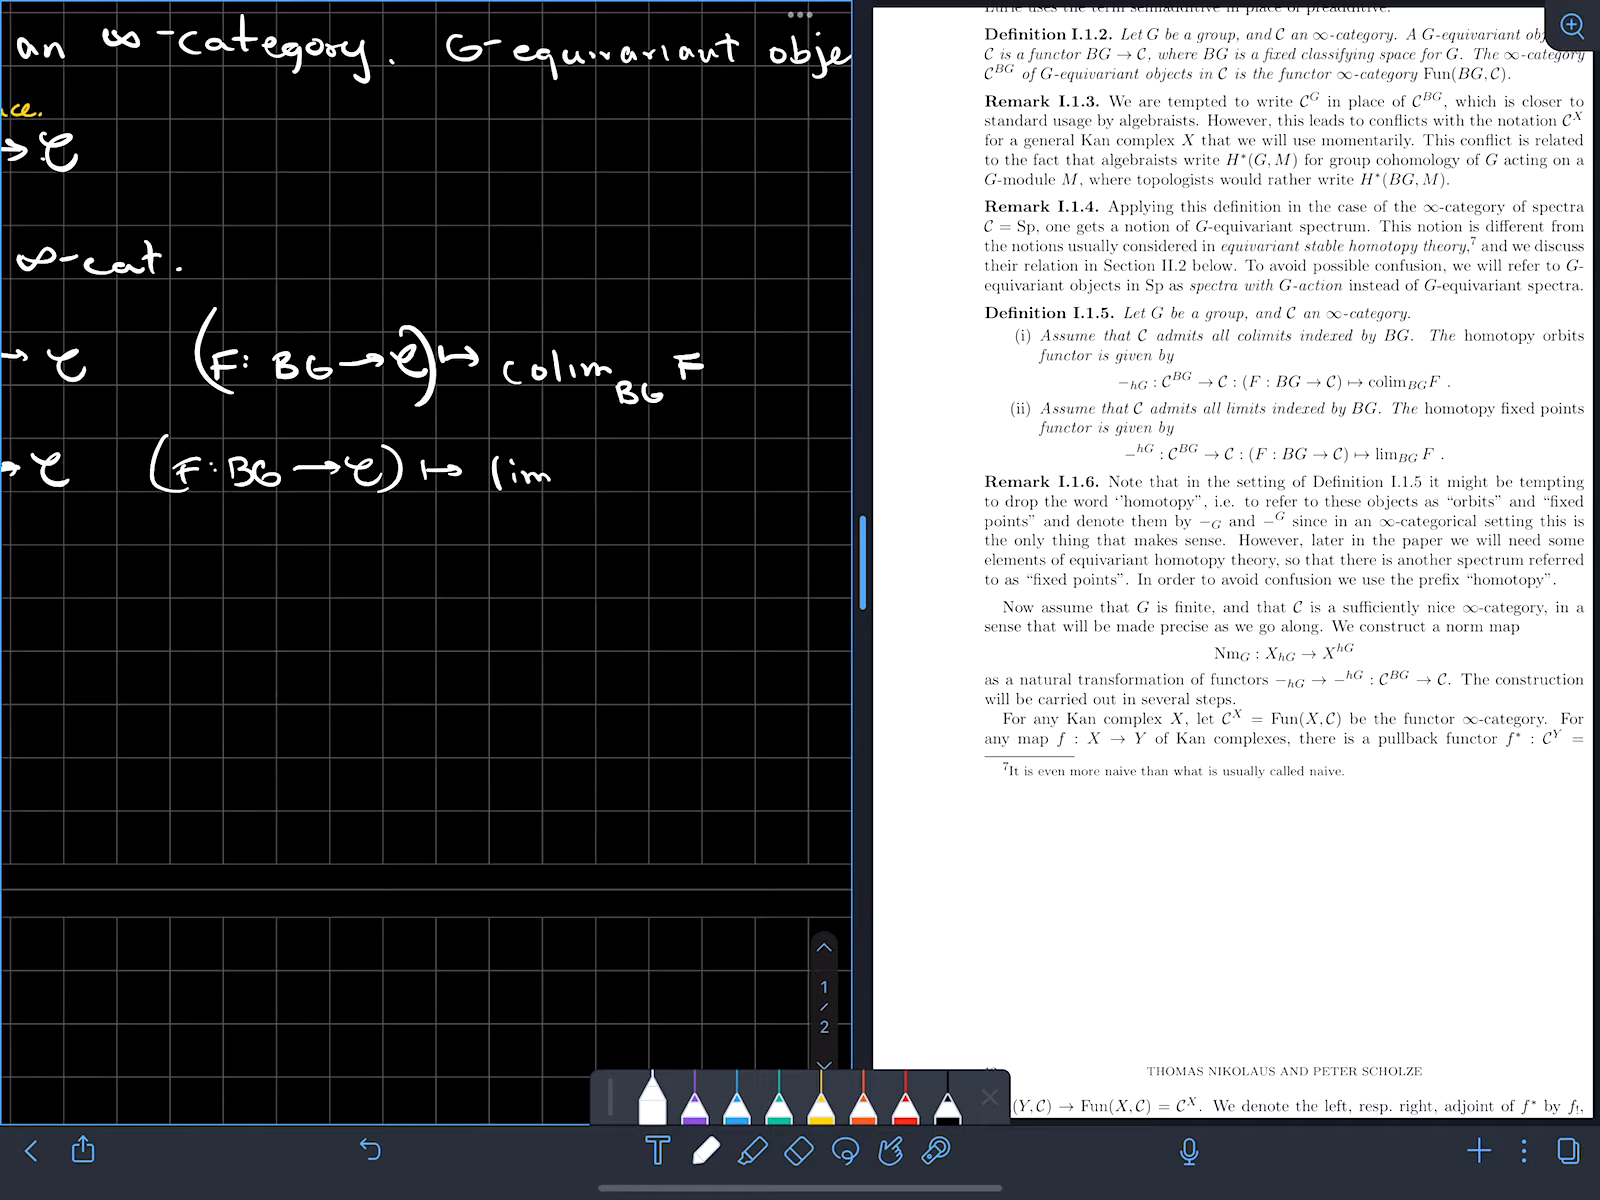 an ∞-category. G-equivariant obje
ce.
→ C
∞-cat.
→ C (F: BG → C) ↦ colim_BG F
→ C (F: BG → C) ↦ lim
1
/
2
Definition I.1.2. Let G be a group, and C an ∞-category. A G-equivariant obj
C is a functor BG → C, where BG is a fixed classifying space for G. The ∞-category
C^BG of G-equivariant objects in C is the functor ∞-category Fun(BG, C).
Remark I.1.3. We are tempted to write C^G in place of C^BG, which is closer to
standard usage by algebraists. However, this leads to conflicts with the notation C^X
for a general Kan complex X that we will use momentarily. This conflict is related
to the fact that algebraists write H*(G, M) for group cohomology of G acting on a
G-module M, where topologists would rather write H*(BG, M).
Remark I.1.4. Applying this definition in the case of the ∞-category of spectra
C = Sp, one gets a notion of G-equivariant spectrum. This notion is different from
the notions usually considered in equivariant stable homotopy theory,⁷ and we discuss
their relation in Section II.2 below. To avoid possible confusion, we will refer to G-
equivariant objects in Sp as spectra with G-action instead of G-equivariant spectra.
Definition I.1.5. Let G be a group, and C an ∞-category.
(i) Assume that C admits all colimits indexed by BG. The homotopy orbits
functor is given by
−_hG : C^BG → C : (F : BG → C) ↦ colim_BG F .
(ii) Assume that C admits all limits indexed by BG. The homotopy fixed points
functor is given by
−^hG : C^BG → C : (F : BG → C) ↦ lim_BG F .
Remark I.1.6. Note that in the setting of Definition I.1.5 it might be tempting
to drop the word ‘’homotopy”, i.e. to refer to these objects as “orbits” and “fixed
points” and denote them by −_G and −^G since in an ∞-categorical setting this is
the only thing that makes sense. However, later in the paper we will need some
elements of equivariant homotopy theory, so that there is another spectrum referred
to as “fixed points”. In order to avoid confusion we use the prefix “homotopy”.
Now assume that G is finite, and that C is a sufficiently nice ∞-category, in a
sense that will be made precise as we go along. We construct a norm map
Nm_G : X_hG → X^hG
as a natural transformation of functors −_hG → −^hG : C^BG → C. The construction
will be carried out in several steps.
For any Kan complex X, let C^X = Fun(X, C) be the functor ∞-category. For
any map f : X → Y of Kan complexes, there is a pullback functor f* : C^Y =
⁷It is even more naive than what is usually called naive.
THOMAS NIKOLAUS AND PETER SCHOLZE
(Y, C) → Fun(X, C) = C^X. We denote the left, resp. right, adjoint of f* by f_!,